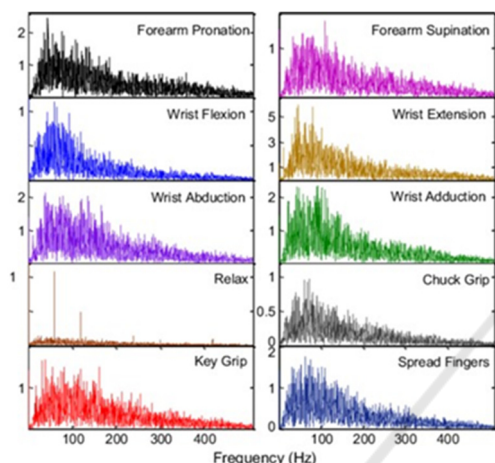 2
1
Forearm Pronation
1
Forearm Supination
1
Wrist Flexion
5
3
1
Wrist Extension
2
1
Wrist Abduction
2
1
Wrist Adduction
1
Relax
1
0.5
0
Chuck Grip
1
Key Grip
2
1
0
Spread Fingers
100 200 300 400
100 200 300 400
Frequency (Hz)